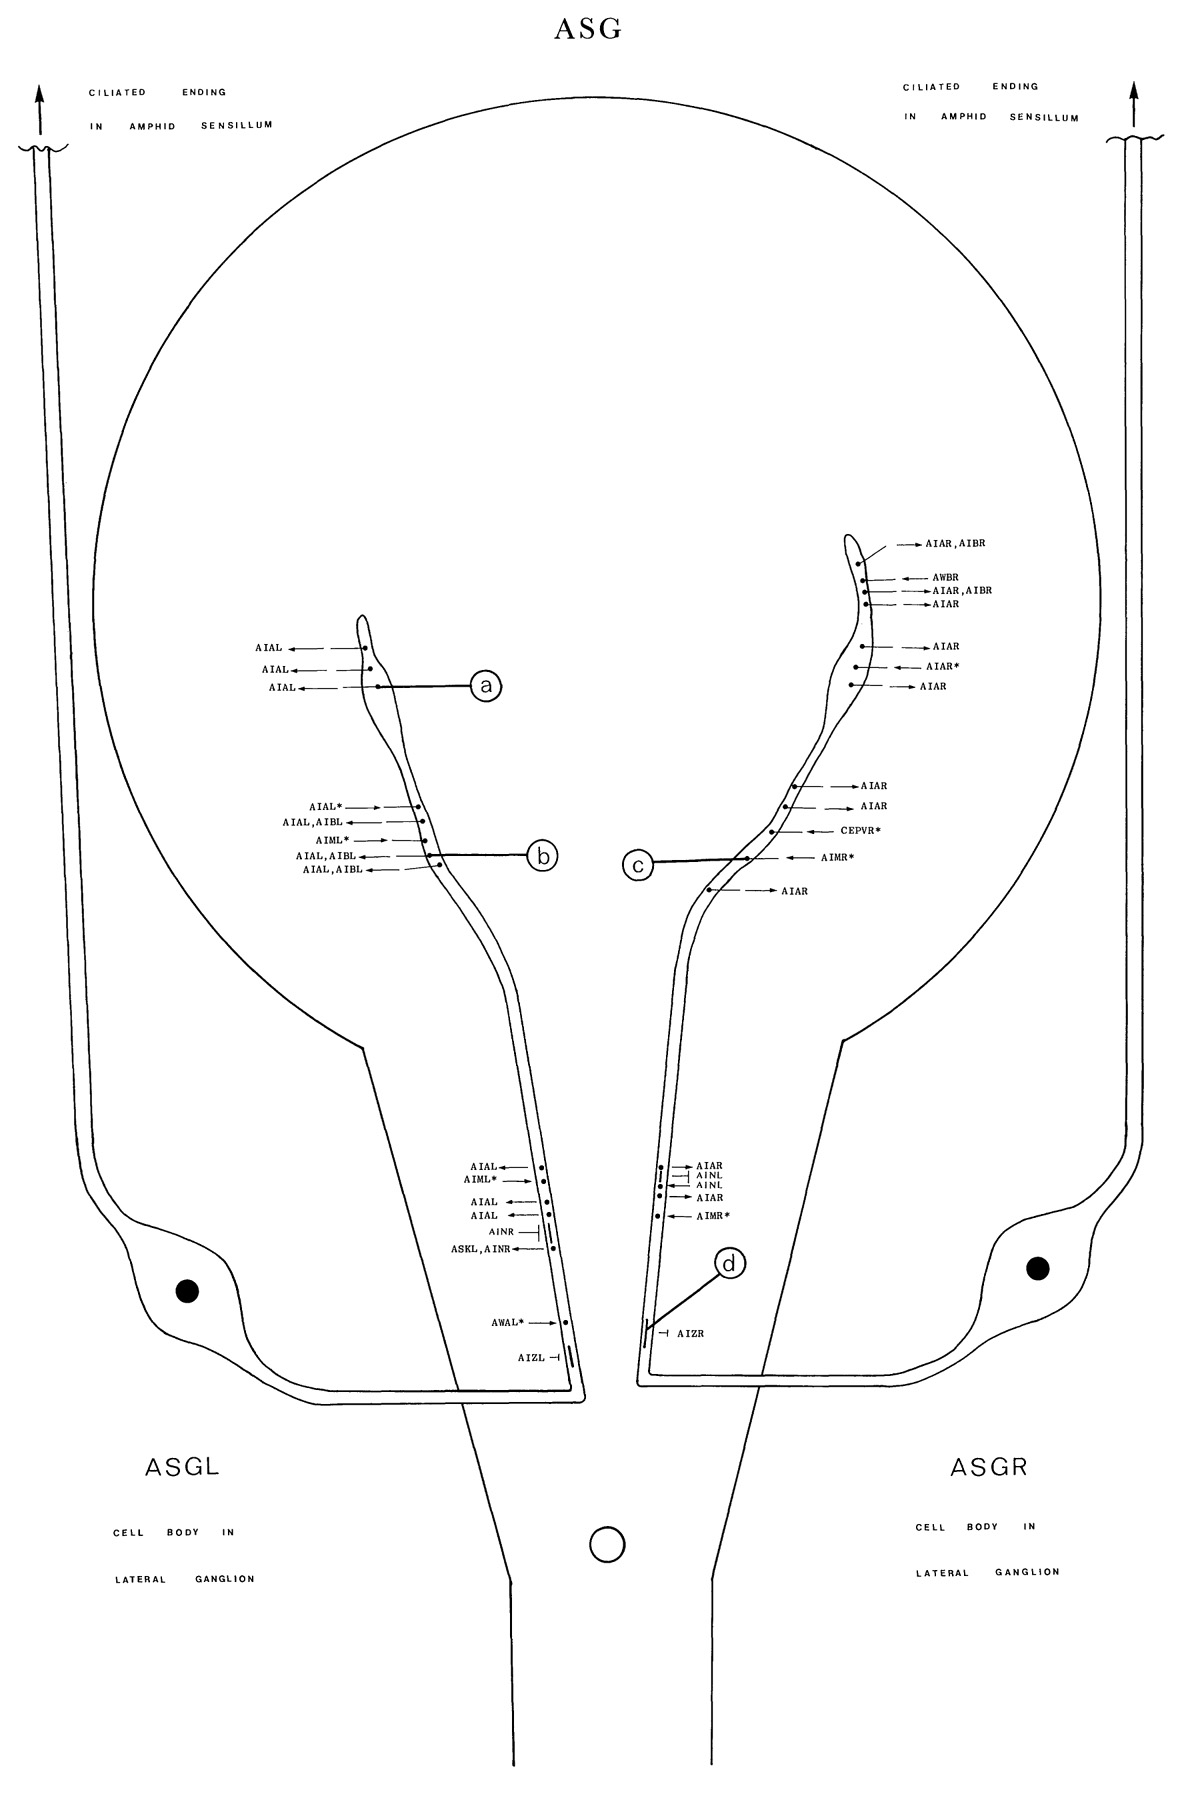 ASG
CILIATED ENDING
IN AMPHID SENSILLUM
CILIATED ENDING
IN AMPHID SENSILLUM
AIAL
AIAL
AIAL
a
AIAL*
AIAL,AIBL
AIML*
AIAL,AIBL
b
AIAL,AIBL
AIAR,AIBR
AWBR
AIAR,AIBR
AIAR
AIAR
AIAR*
AIAR
AIAR
AIAR
CEPVR*
c
AIMR*
AIAR
AIAL
AIML*
AIAL
AIAL
AINR
ASKL,AINR
AWAL*
AIZL
AIAR
AINL
AINL
AIAR
AIMR*
d
AIZR
ASGL
CELL BODY IN
LATERAL GANGLION
ASGR
CELL BODY IN
LATERAL GANGLION